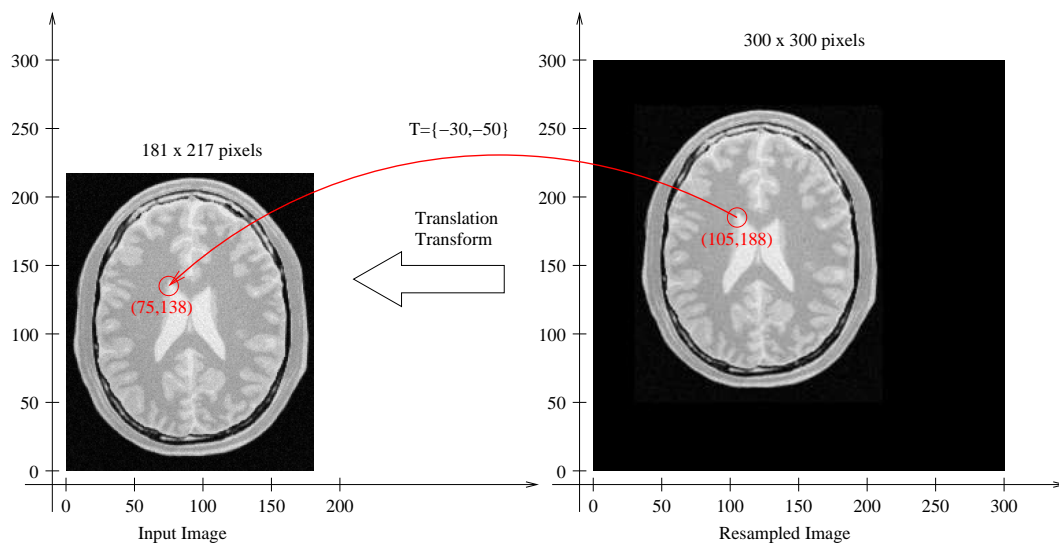 300 x 300 pixels
300
250
200
150
100
50
0
181 x 217 pixels
T={−30,−50}
Translation
Transform
(75,138)
0 50 100 150 200
Input Image
300
250
200
150
100
50
0
(105,188)
0 50 100 150 200 250 300
Resampled Image